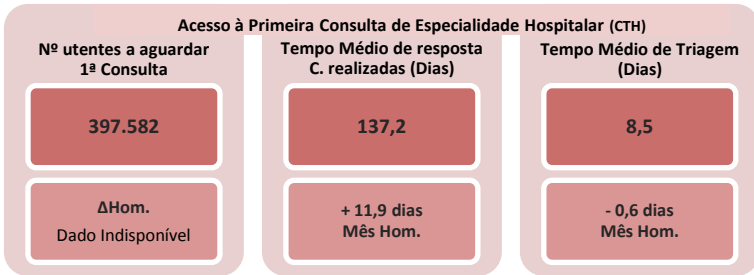 Acesso à Primeira Consulta de Especialidade Hospitalar (CTH)
Nº utentes a aguardar
1ª Consulta
397.582
ΔHom.
Dado Indisponível
Tempo Médio de resposta
C. realizadas (Dias)
137,2
+ 11,9 dias
Mês Hom.
Tempo Médio de Triagem
(Dias)
8,5
- 0,6 dias
Mês Hom.